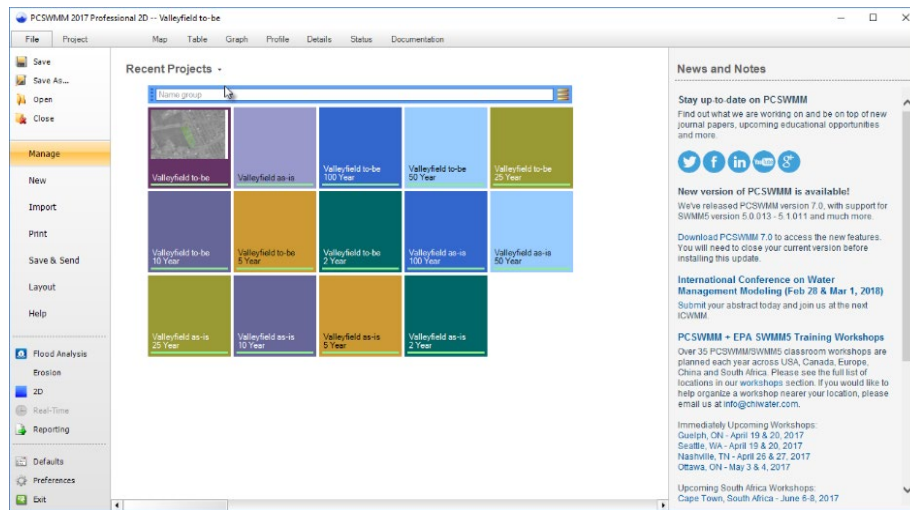 PCSWMM 2017 Professional 2D -- Valleyfield to-be
File Project Map Table Graph Profile Details Status Documentation
Save
Save As...
Open
Close
Manage
New
Import
Print
Save & Send
Layout
Help
Flood Analysis
Erosion
2D
Real-Time
Reporting
Defaults
Preferences
Exit
Recent Projects
Name group
Valleyfield to-be
Valleyfield as-is
Valleyfield to-be
100 Year
Valleyfield to-be
50 Year
Valleyfield to-be
25 Year
Valleyfield to-be
10 Year
Valleyfield to-be
5 Year
Valleyfield to-be
2 Year
Valleyfield as-is
100 Year
Valleyfield as-is
50 Year
Valleyfield as-is
25 Year
Valleyfield as-is
10 Year
Valleyfield as-is
5 Year
Valleyfield as-is
2 Year
News and Notes
Stay up-to-date on PCSWMM
Find out what we are working on and be on top of new
journal papers, upcoming educational opportunities
and more.
f in You Tube g+
New version of PCSWMM is available!
We've released PCSWMM version 7.0, with support for
SWMM5 version 5.0.013 - 5.1.011 and much more.
Download PCSWMM 7.0 to access the new features.
You will need to close your current version before
installing this update.
International Conference on Water
Management Modeling (Feb 28 & Mar 1, 2018)
Submit your abstract today and join us at the next
ICWMM.
PCSWMM + EPA SWMM5 Training Workshops
Over 35 PCSWMM/SWMM5 classroom workshops are
planned each year across USA, Canada, Europe,
China and South Africa. Please see the full list of
locations in our workshops section. If you would like to
help organize a workshop nearer your location, please
email us at info@chiwater.com.
Immediately Upcoming Workshops:
Guelph, ON - April 19 & 20, 2017
Seattle, WA - April 19 & 20, 2017
Nashville, TN - April 26 & 27, 2017
Ottawa, ON - May 3 & 4, 2017
Upcoming South Africa Workshops:
Cape Town, South Africa - June 6-8, 2017